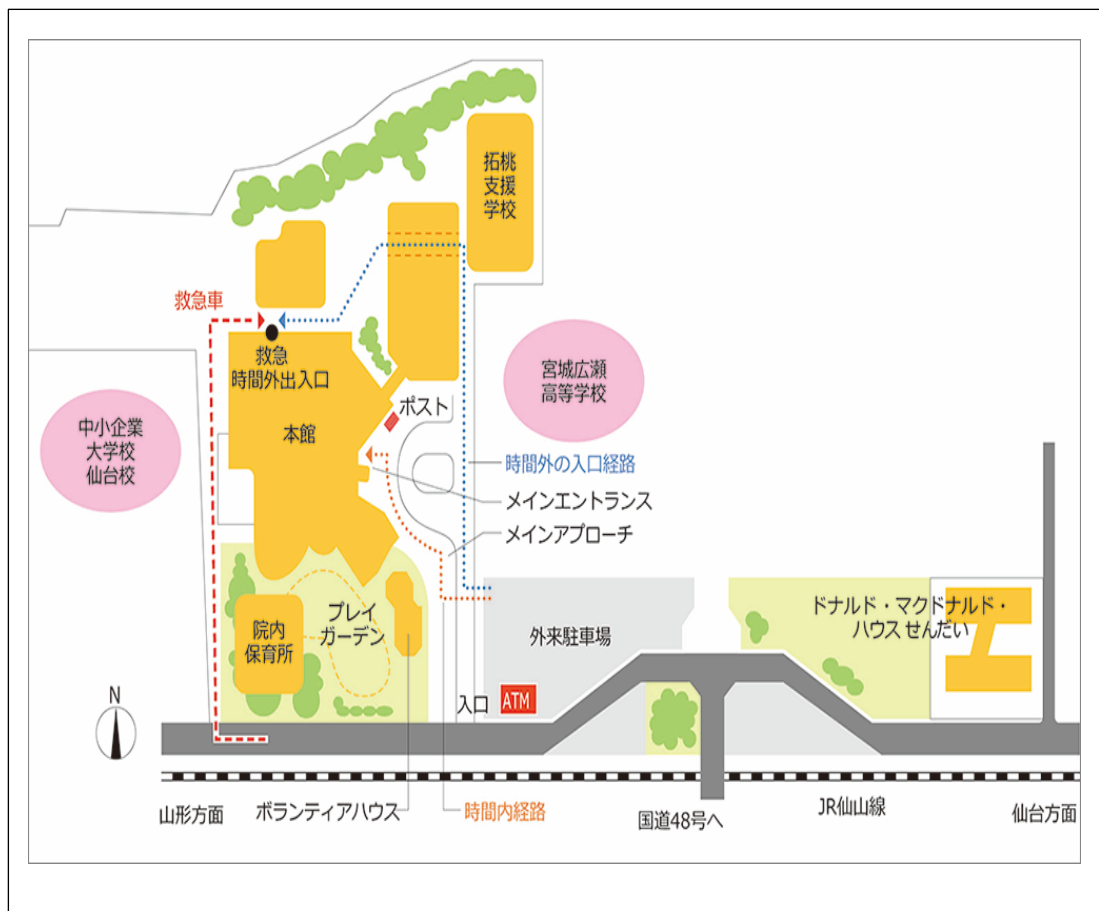 拓桃
支援
学校
救急車
救急
時間外出入口
本館
ポスト
宮城広瀬
高等学校
中小企業
大学校
仙台校
時間外の入口経路
メインエントランス
メインアプローチ
プレイ
ガーデン
院内
保育所
外来駐車場
ドナルド・マクドナルド・
ハウス せんだい
入口
ATM
N
山形方面
ボランティアハウス
時間内経路
国道48号へ
JR仙山線
仙台方面